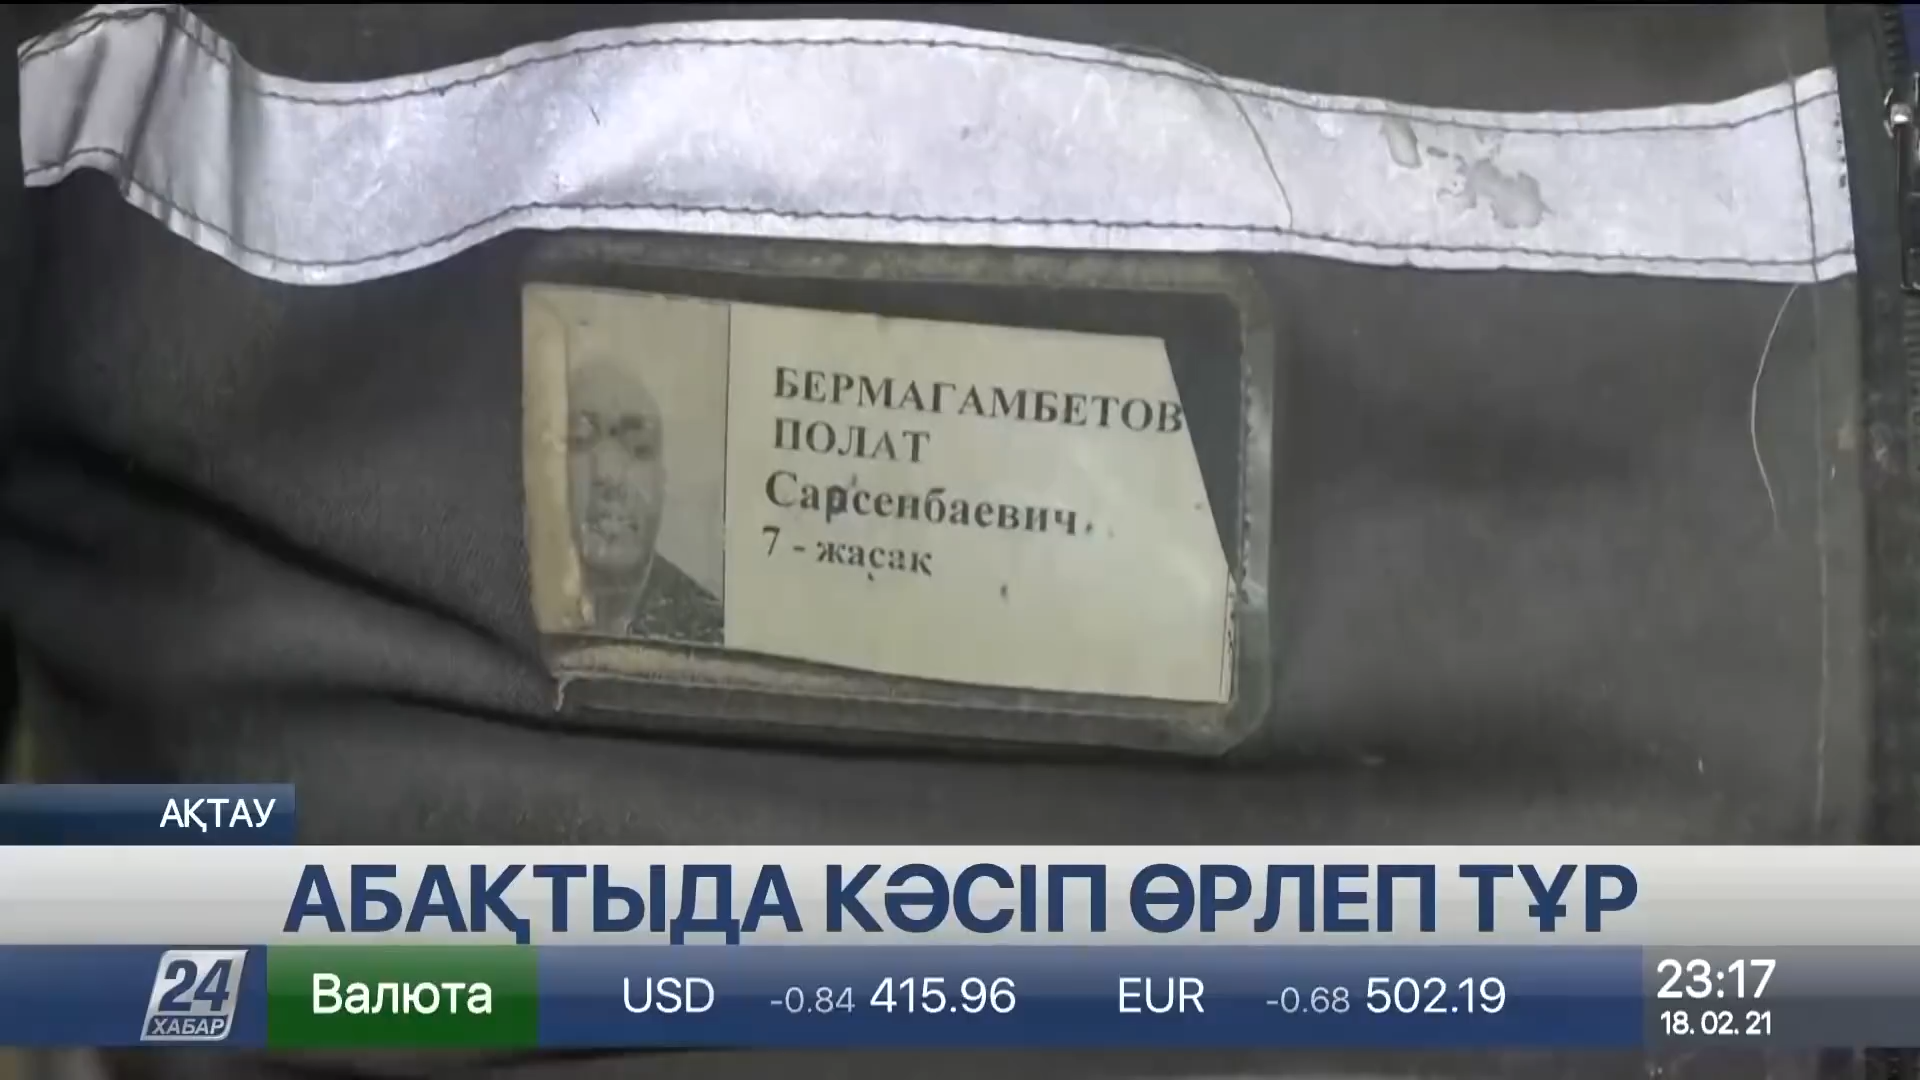 БЕРМАГАМБЕТОВ
ПОЛАТ
Сарсенбаевич
7 - жасак
АҚТАУ
АБАҚТЫДА КӘСІП ӨРЛЕП ТҰР
24 ХАБАР
Валюта USD -0.84 415.96 EUR -0.68 502.19
23:17
18. 02. 21